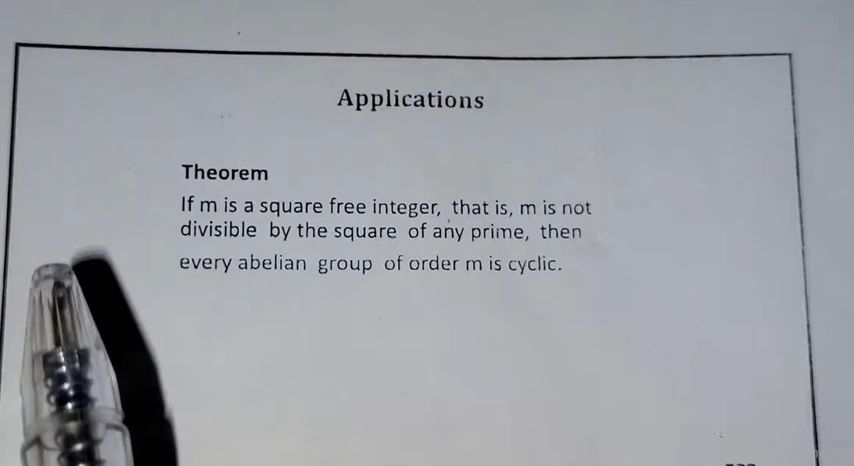 Applications
Theorem
If m is a square free integer, that is, m is not
divisible by the square of any prime, then
every abelian group of order m is cyclic.